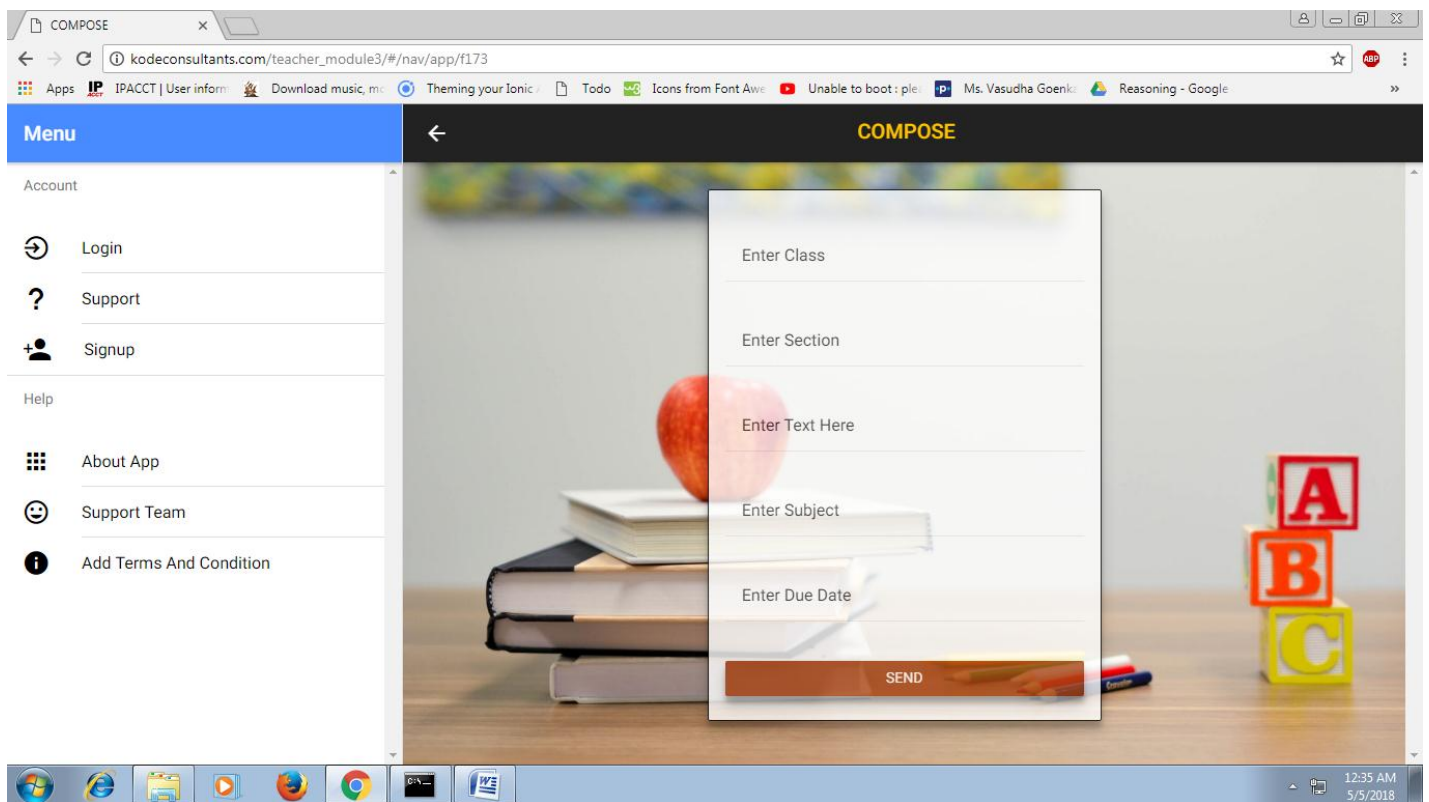 COMPOSE
kodeconsultants.com/teacher_module3/#/nav/app/f173
ABP
Apps IPACCT | User inform Download music, mo Theming your Ionic Todo Icons from Font Awe Unable to boot : ple Ms. Vasudha Goenka Reasoning - Google »
Menu
COMPOSE
Account
Login
Support
Signup
Help
About App
Support Team
Add Terms And Condition
Enter Class
Enter Section
Enter Text Here
Enter Subject
Enter Due Date
SEND
A
B
C
12:35 AM
5/5/2018